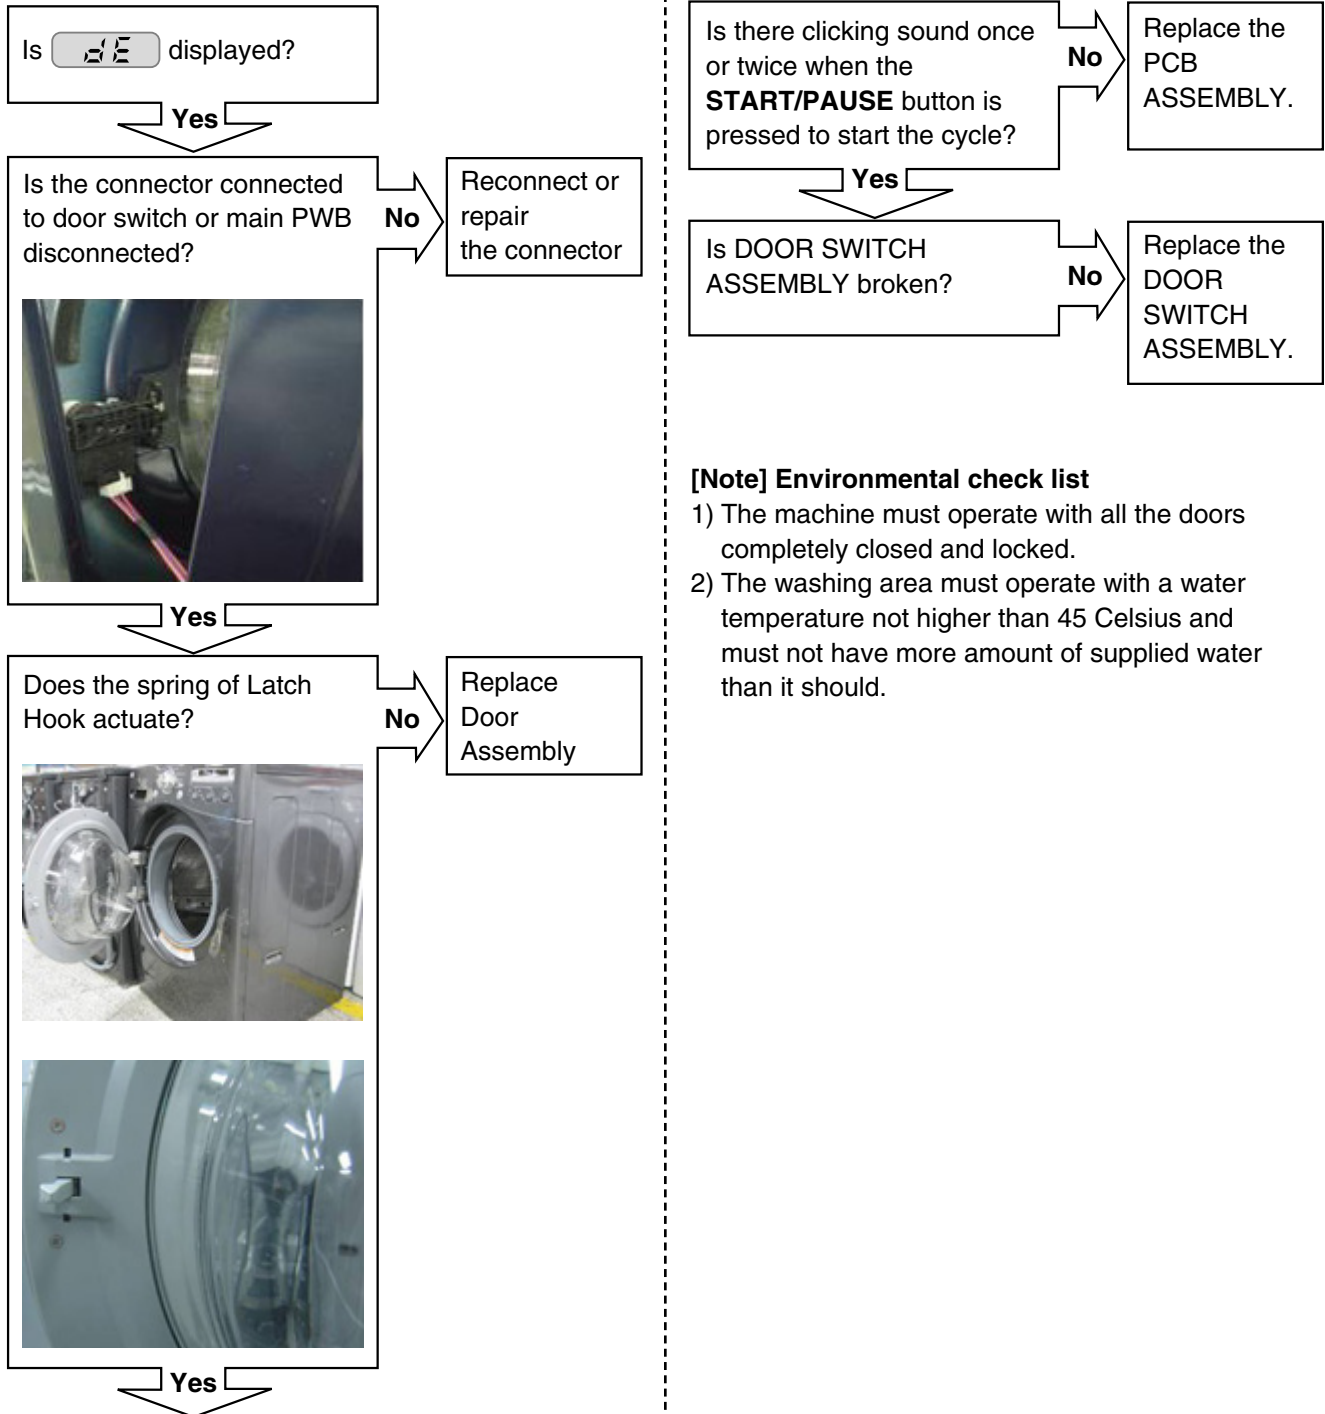 Is dE displayed?
Yes
Is the connector connected
to door switch or main PWB
disconnected?
No
Reconnect or
repair
the connector
Yes
Does the spring of Latch
Hook actuate?
No
Replace
Door
Assembly
Yes
Is there clicking sound once
or twice when the
START/PAUSE button is
pressed to start the cycle?
No
Replace the
PCB
ASSEMBLY.
Yes
Is DOOR SWITCH
ASSEMBLY broken?
No
Replace the
DOOR
SWITCH
ASSEMBLY.
[Note] Environmental check list
1) The machine must operate with all the doors
completely closed and locked.
2) The washing area must operate with a water
temperature not higher than 45 Celsius and
must not have more amount of supplied water
than it should.